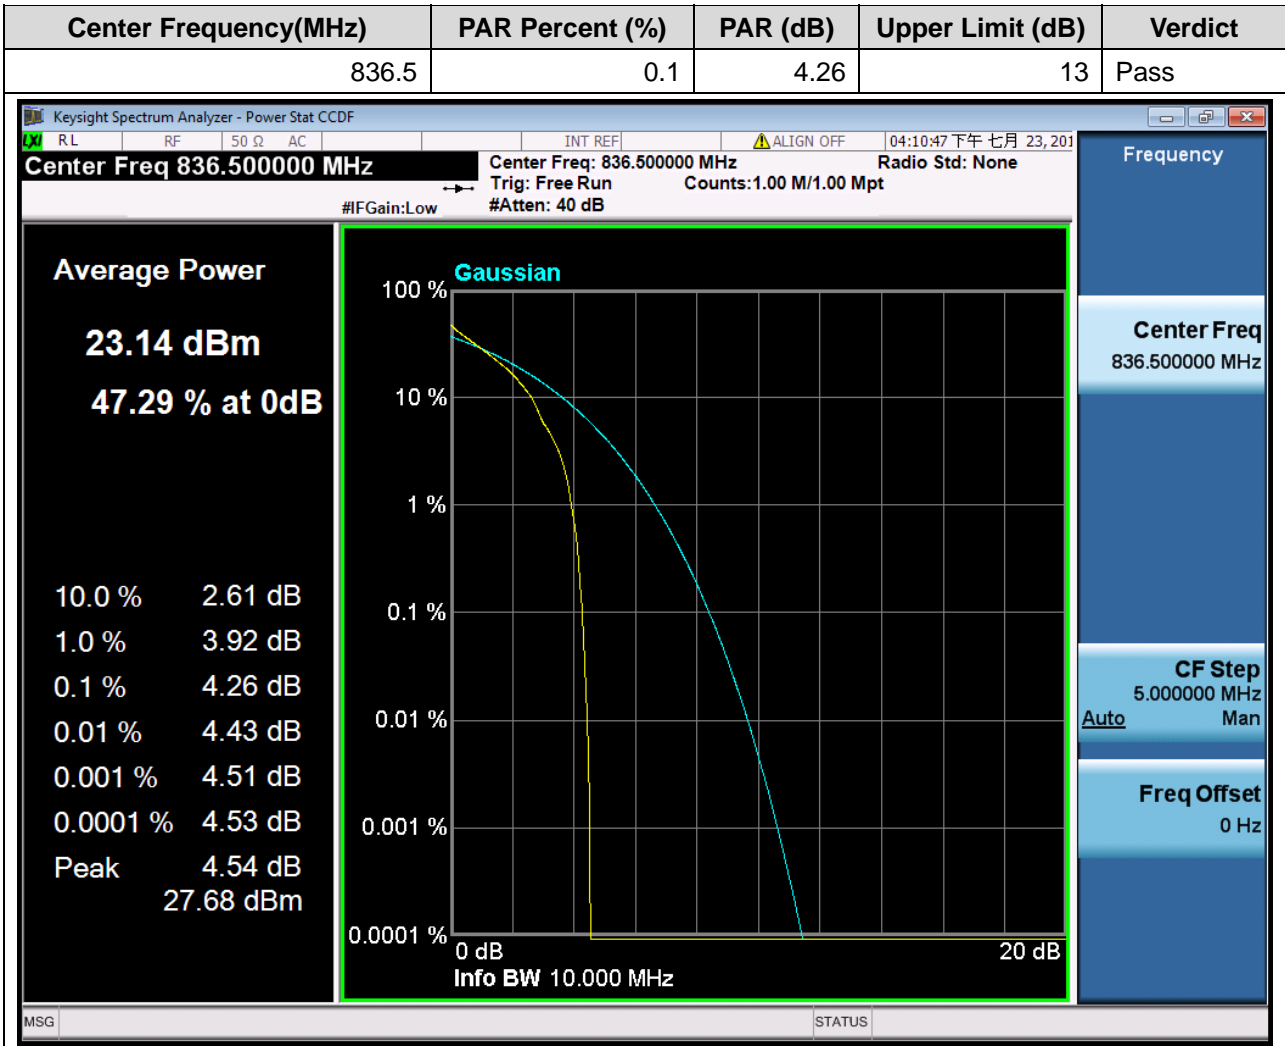 Center Frequency(MHz) PAR Percent (%) PAR (dB) Upper Limit (dB) Verdict
836.5 0.1 4.26 13 Pass
Keysight Spectrum Analyzer - Power Stat CCDF
LXI RL RF 50 Ω AC INT REF ALIGN OFF 04:10:47 下午 七月 23, 201
Center Freq 836.500000 MHz
Center Freq: 836.500000 MHz Radio Std: None
Trig: Free Run Counts:1.00 M/1.00 Mpt
#IFGain:Low #Atten: 40 dB
Frequency
Average Power
23.14 dBm
47.29 % at 0dB
10.0 % 2.61 dB
1.0 % 3.92 dB
0.1 % 4.26 dB
0.01 % 4.43 dB
0.001 % 4.51 dB
0.0001 % 4.53 dB
Peak 4.54 dB
27.68 dBm
Gaussian
100 %
10 %
1 %
0.1 %
0.01 %
0.001 %
0.0001 %
0 dB 20 dB
Info BW 10.000 MHz
Center Freq
836.500000 MHz
CF Step
5.000000 MHz
Auto Man
Freq Offset
0 Hz
MSG STATUS